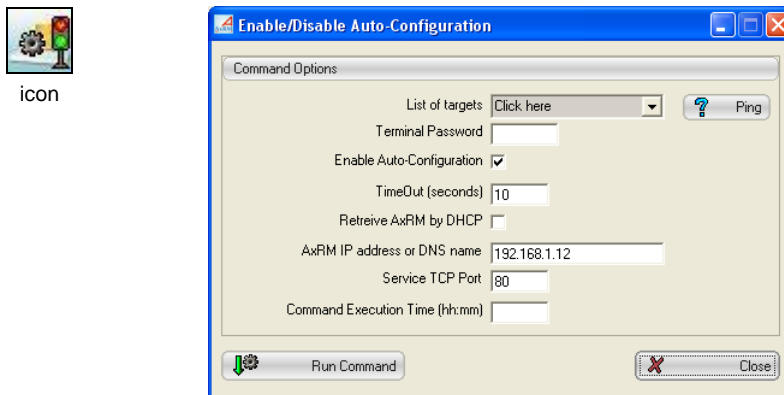 icon
Enable/Disable Auto-Configuration
Command Options
List of targets Click here Ping
Terminal Password
Enable Auto-Configuration
TimeOut (seconds) 10
Retreive AxRM by DHCP
AxRM IP address or DNS name 192.168.1.12
Service TCP Port 80
Command Execution Time (hh:mm)
Run Command Close